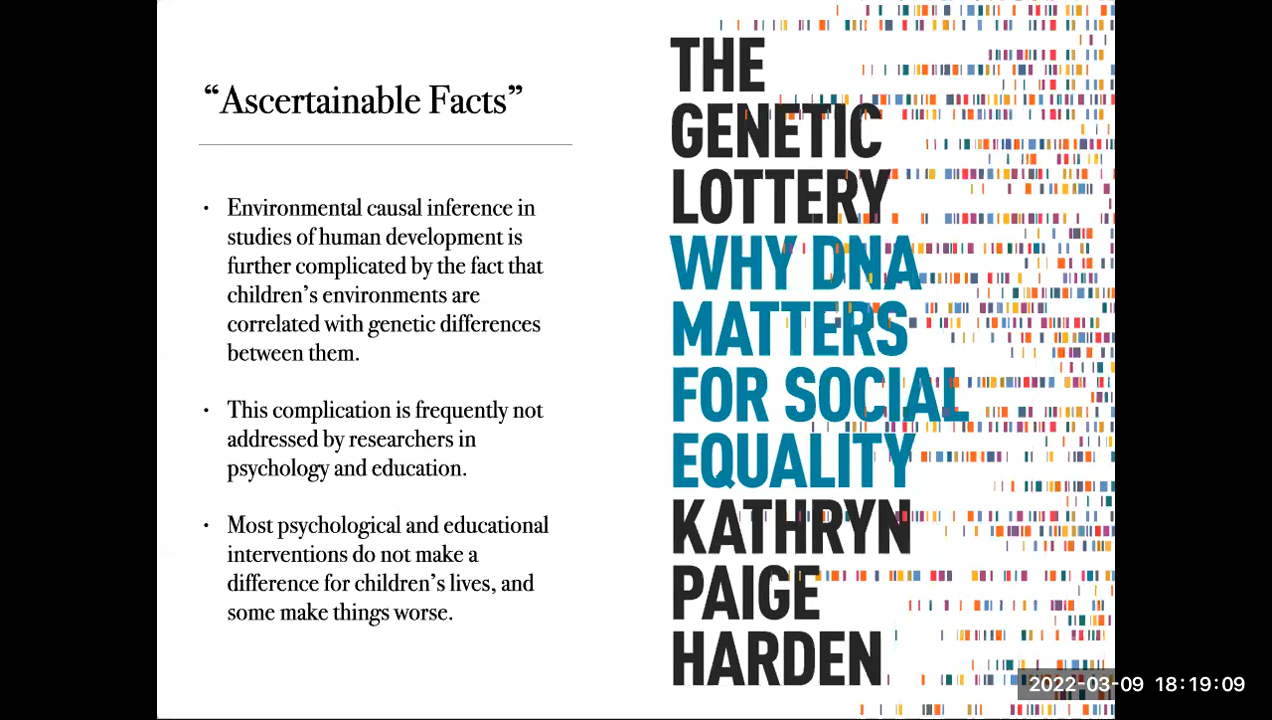 “Ascertainable Facts”
• Environmental causal inference in
studies of human development is
further complicated by the fact that
children’s environments are
correlated with genetic differences
between them.
• This complication is frequently not
addressed by researchers in
psychology and education.
• Most psychological and educational
interventions do not make a
difference for children’s lives, and
some make things worse.
THE
GENETIC
LOTTERY
WHY DNA
MATTERS
FOR SOCIAL
EQUALITY
KATHRYN
PAIGE
HARDEN
2022-03-09 18:19:09